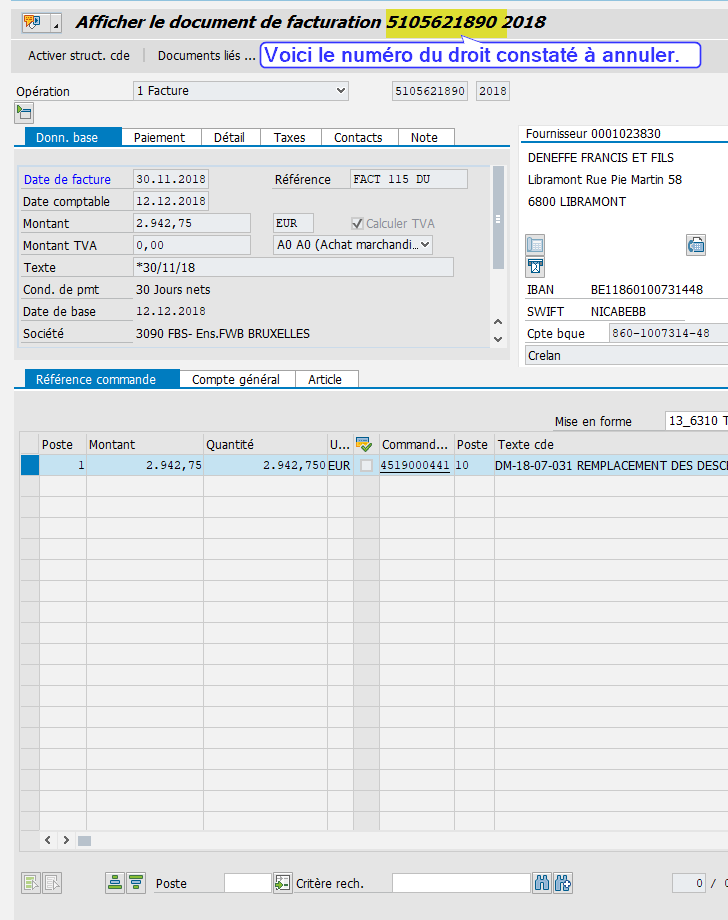 Afficher le document de facturation 5105621890 2018
Activer struct. cde Documents liés ...
Voici le numéro du droit constaté à annuler.
Opération 1 Facture 5105621890 2018
Donn. base Paiement Détail Taxes Contacts Note
Date de facture 30.11.2018 Référence FACT 115 DU
Date comptable 12.12.2018
Montant 2.942,75 EUR Calculer TVA
Montant TVA 0,00 A0 A0 (Achat marchandi...
Texte *30/11/18
Cond. de pmt 30 Jours nets
Date de base 12.12.2018
Société 3090 FBS- Ens.FWB BRUXELLES
Fournisseur 0001023830
DENEFFE FRANCIS ET FILS
Libramont Rue Pie Martin 58
6800 LIBRAMONT
IBAN BE11860100731448
SWIFT NICABEBB
Cpte bque 860-1007314-48
Crelan
Référence commande Compte général Article
Mise en forme 13_6310 T
Poste Montant Quantité U... Command... Poste Texte cde
1 2.942,75 2.942,750 EUR 4519000441 10 DM-18-07-031 REMPLACEMENT DES DESC
Poste Critère rech. 0 /